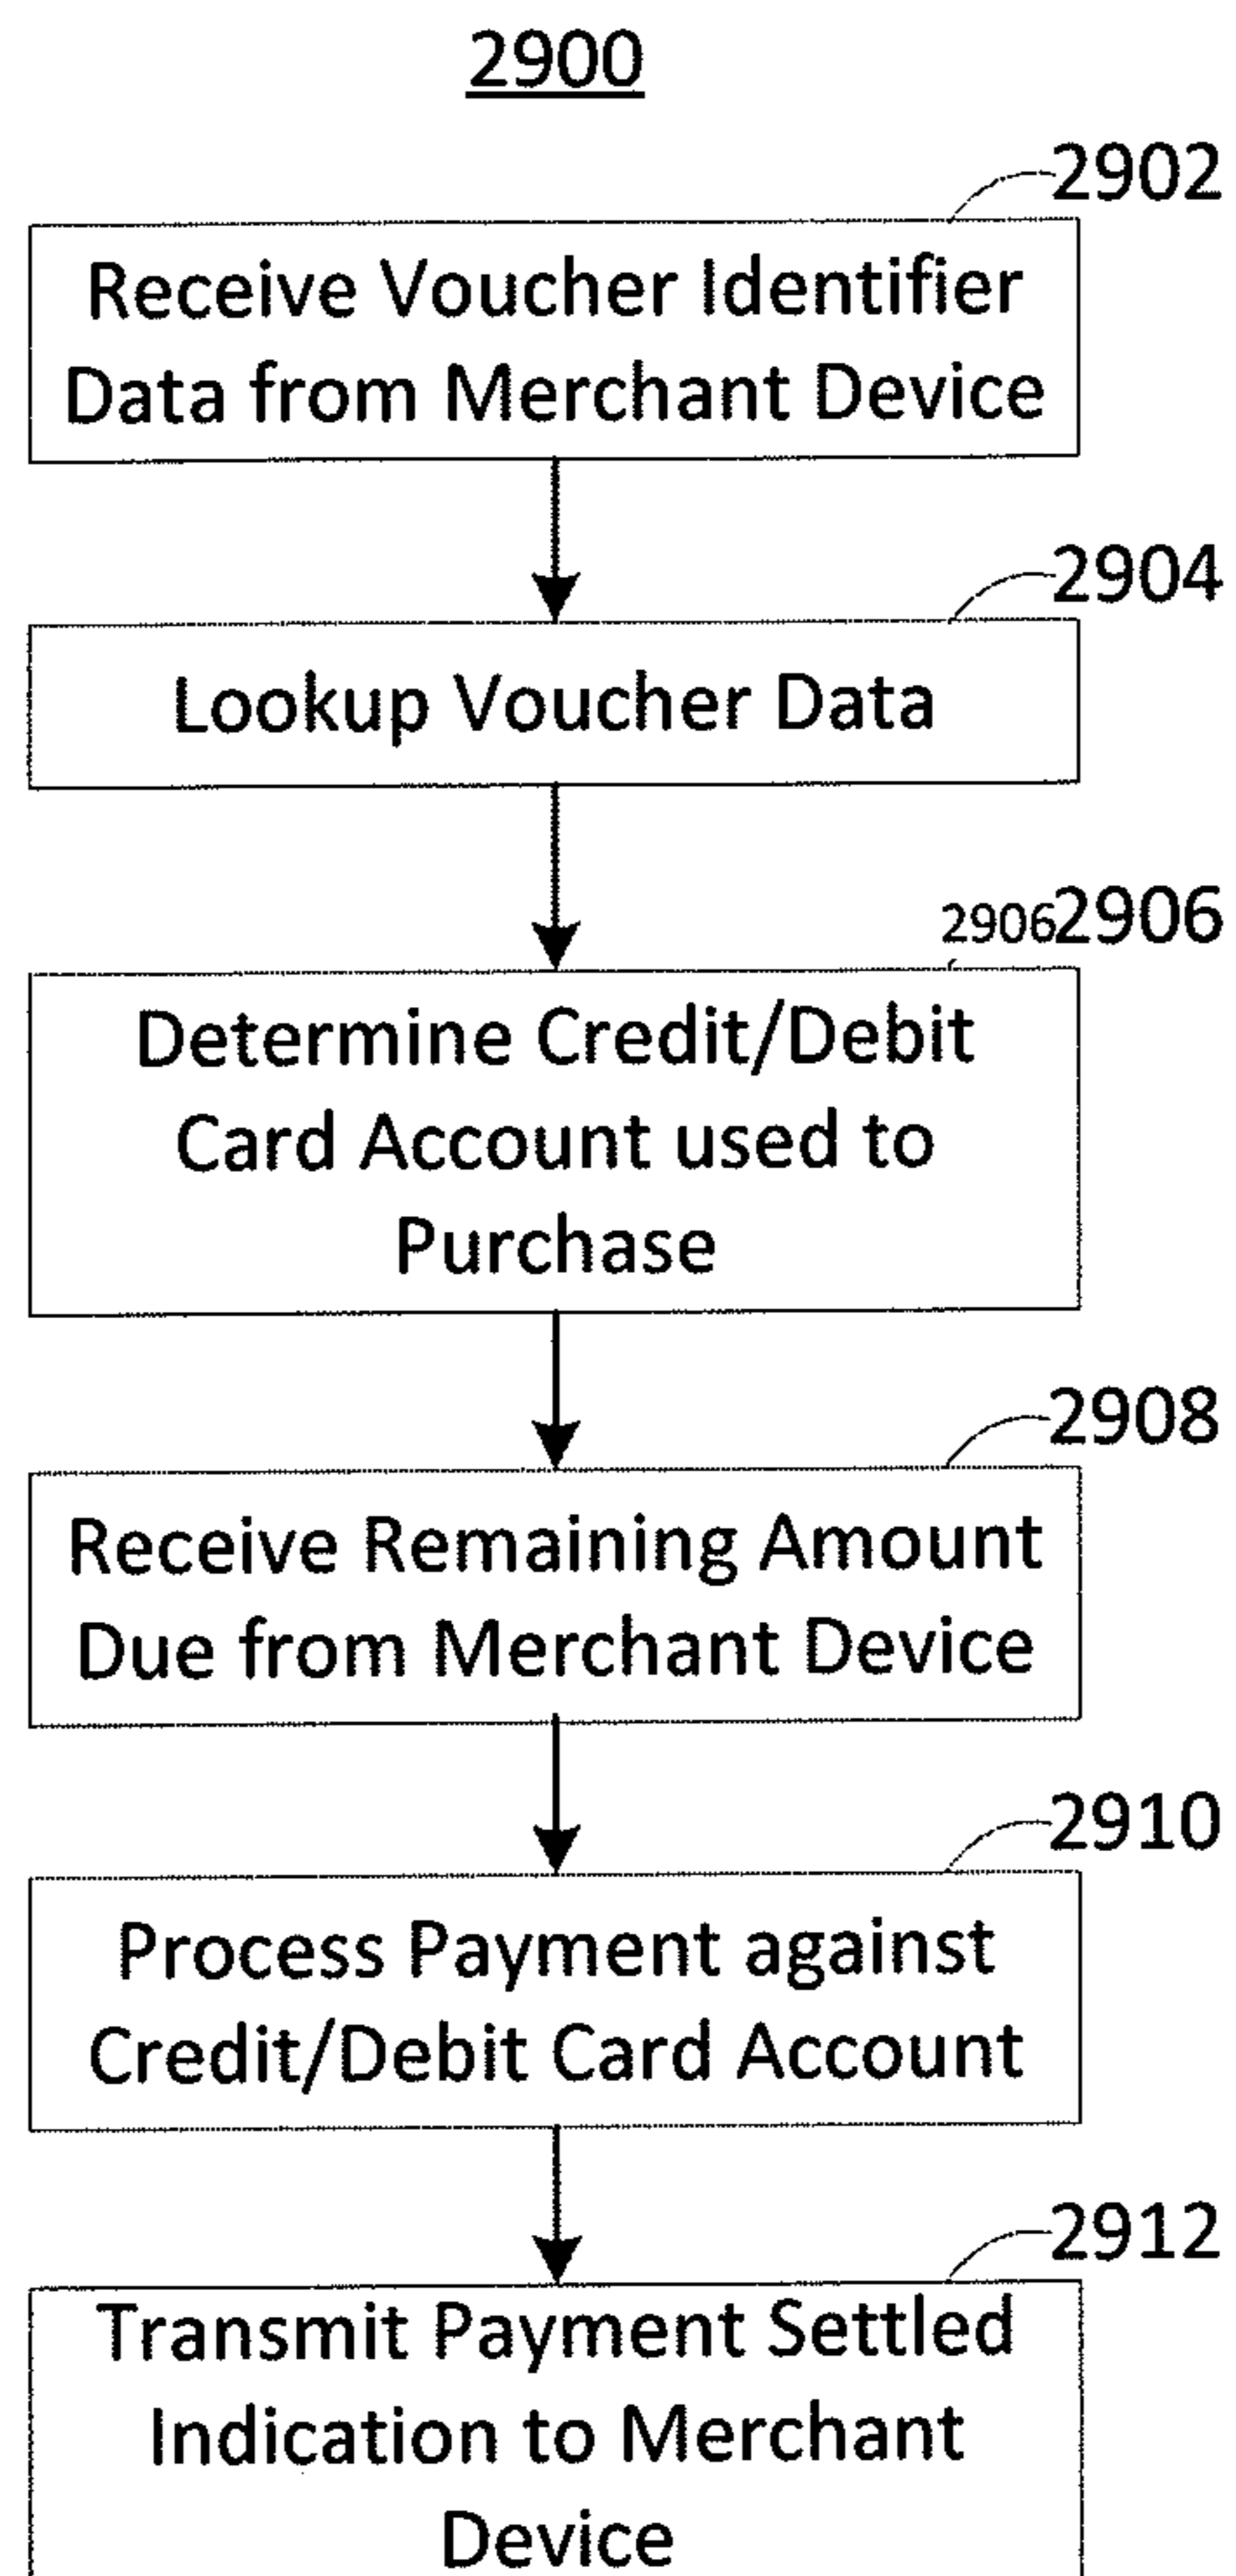 2900
2902
Receive Voucher Identifier
Data from Merchant Device
2904
Lookup Voucher Data
2906 2906
Determine Credit/Debit
Card Account used to
Purchase
2908
Receive Remaining Amount
Due from Merchant Device
2910
Process Payment against
Credit/Debit Card Account
2912
Transmit Payment Settled
Indication to Merchant
Device